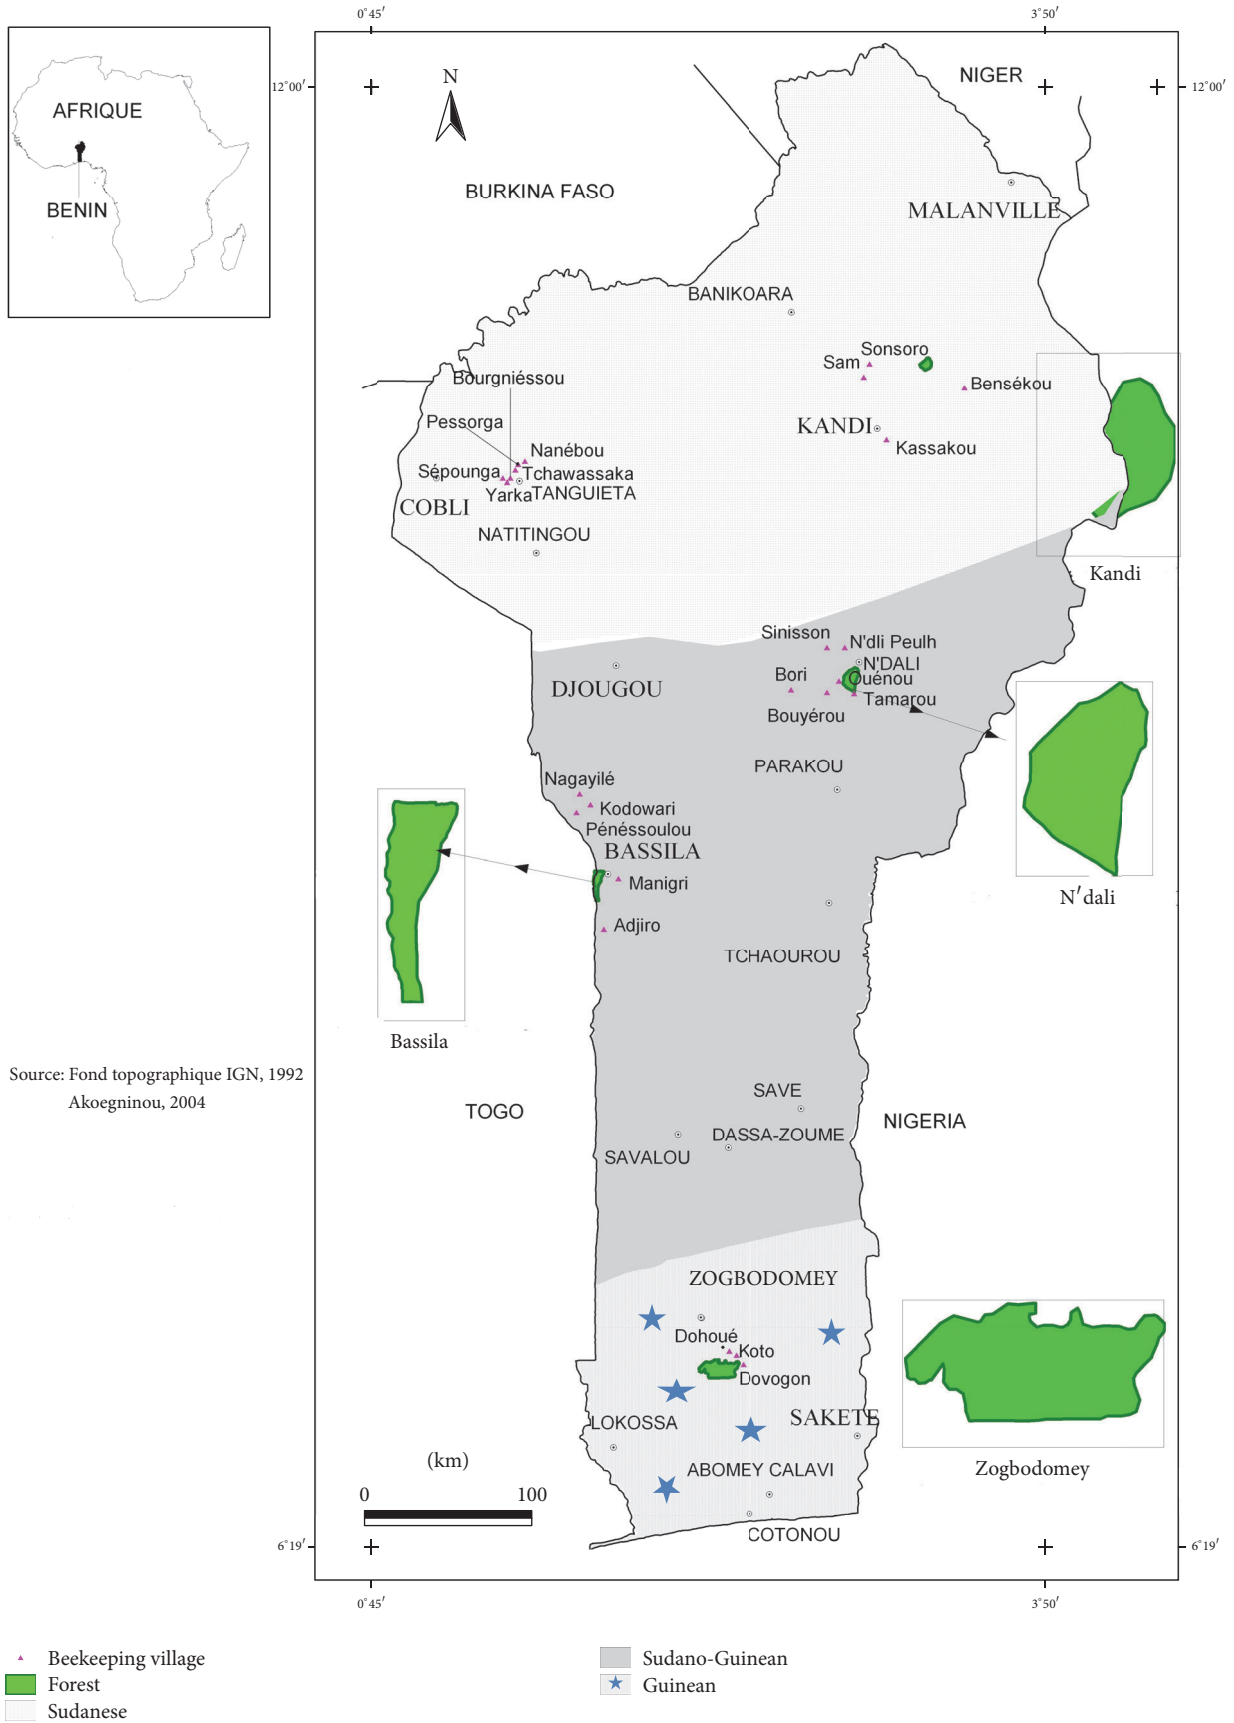 0°45′
3°50′
12°00′
12°00′
AFRIQUE
BENIN
N
NIGER
BURKINA FASO
MALANVILLE
BANIKOARA
Sonsoro
Sam
Bensékou
Bourgniéssou
Pessorga
KANDI
Kassakou
Nanébou
Sépounga
Tchawassaka
Yarka
TANGUIETA
COBLI
NATITINGOU
Kandi
Sinisson
N'dli Peulh
N'DALI
Bori
Ouénou
Tamarou
DJOUGOU
Bouyérou
PARAKOU
Nagayilé
Kodowari
Pénéssoulou
BASSILA
Manigri
N′dali
Adjiro
TCHAOUROU
Bassila
Source: Fond topographique IGN, 1992
Akoegninou, 2004
TOGO
SAVE
NIGERIA
DASSA-ZOUME
SAVALOU
ZOGBODOMEY
Dohoué
Koto
Dovogon
LOKOSSA
SAKETE
(km)
ABOMEY CALAVI
Zogbodomey
0
100
COTONOU
6°19′
6°19′
0°45′
3°50′
Beekeeping village
Forest
Sudanese
Sudano-Guinean
Guinean